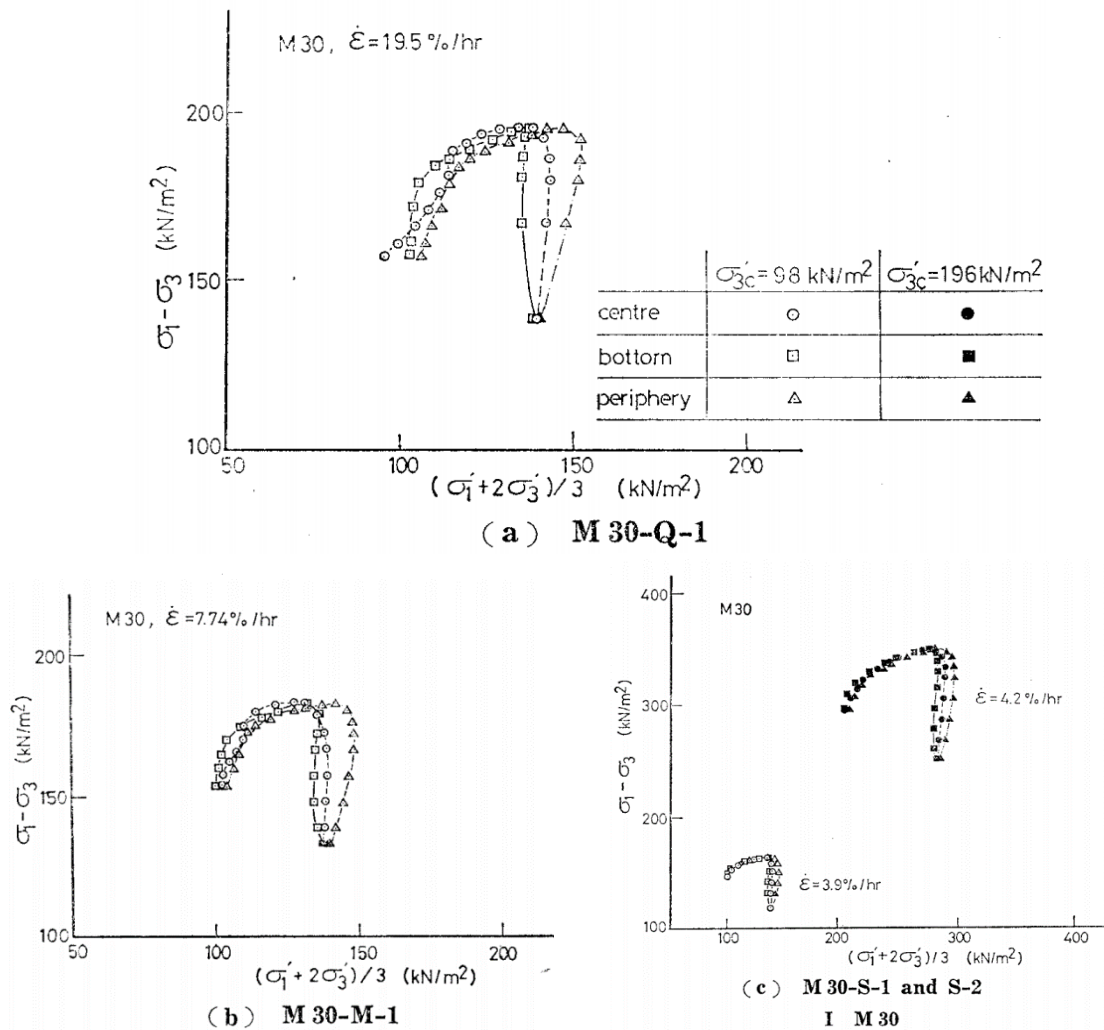 M30, ε̇=19.5%/hr
200
150
100
σ₁-σ₃ (kN/m²)
50
100
150
200
(σ₁'+2σ₃')/3 (kN/m²)
σ₃c'=98 kN/m²
σ₃c'=196kN/m²
centre
bottorn
periphery
(a) M 30-Q-1
M30, ε̇=7.74%/hr
200
150
100
σ₁-σ₃ (kN/m²)
50
100
150
200
(σ₁'+2σ₃')/3 (kN/m²)
(b) M 30-M-1
M30
400
300
200
100
σ₁-σ₃ (kN/m²)
ε̇=4.2%/hr
ε̇=3.9%/hr
100
200
300
400
(σ₁'+2σ₃')/3 (kN/m²)
(c) M 30-S-1 and S-2
I M 30